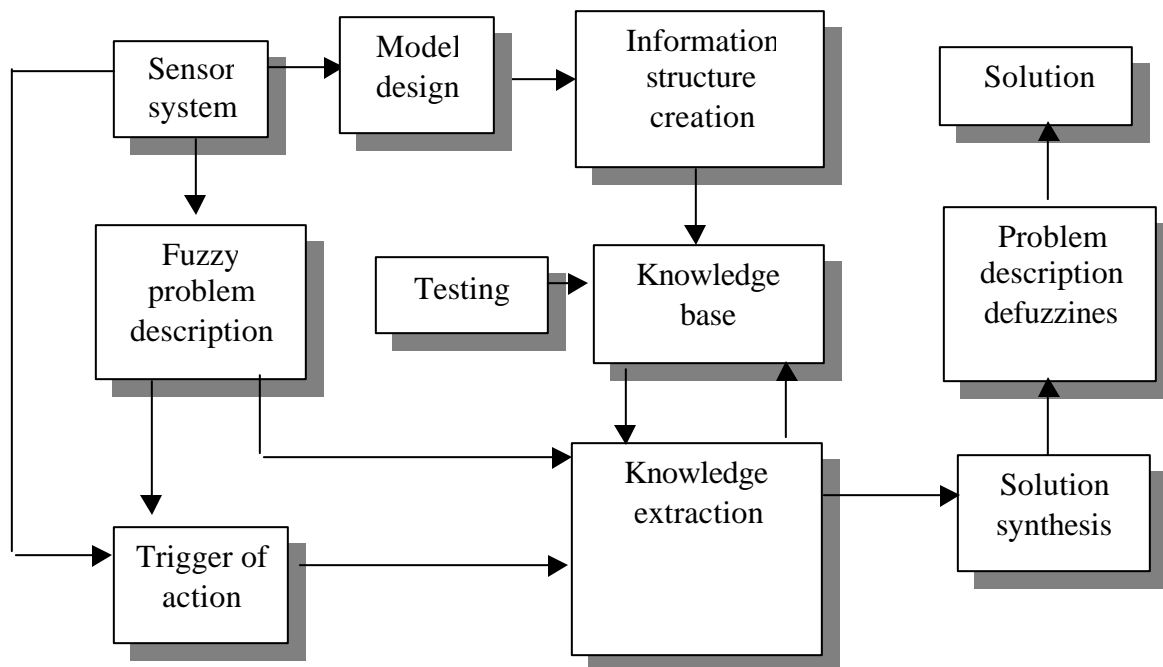 Sensor
system
Model
design
Information
structure
creation
Solution
Fuzzy
problem
description
Testing
Knowledge
base
Problem
description
defuzzines
Trigger of
action
Knowledge
extraction
Solution
synthesis